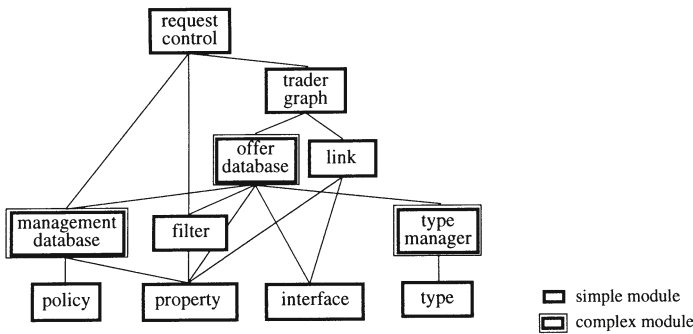 request
control
trader
graph
offer
database
link
management
database
filter
type
manager
policy
property
interface
type
simple module
complex module